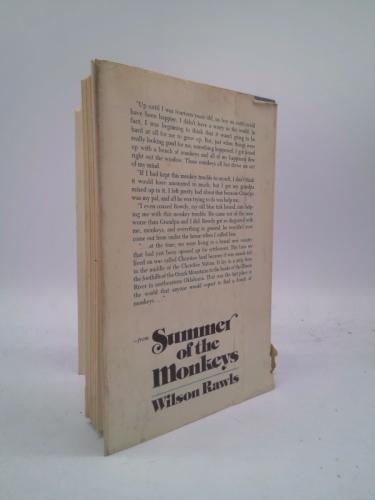 "Up until I was fourteen years old, no boy on earth could
have been happier. I didn't have a worry in the world. In
fact, I was beginning to think that it wasn't going to be
hard at all for me to grow up. But, just when things were
really looking good for me, something happened. I got mixed
up with a bunch of monkeys and all of my happiness flew
right out the window. Those monkeys all but drove me out
of my mind.
"If I had kept this monkey trouble to myself, I don't think
it would have amounted to much, but I got my grandpa
mixed up in it. I felt pretty bad about that because Grandpa
was my pal, and all he was trying to do was help me.
"I even coaxed Rowdy, my old blue tick hound, into help-
ing me with this monkey trouble. He came out of the mess
worse than Grandpa and I did. Rowdy got so disgusted with
me, monkeys, and everything in general, he wouldn't even
come out from under the house when I called him.
"... at the time, we were living in a brand new country
that had just been opened up for settlement. The farm we
lived on was called Cherokee land because it was smack dab
in the middle of the Cherokee Nation. It lay in a strip from
the foothills of the Ozark Mountains to the banks of the Illinois
River in northeastern Oklahoma. This was the last place in
the world that anyone would expect to find a bunch of
monkeys. . . ."
—from Summer
of the
Monkeys
Wilson Rawls